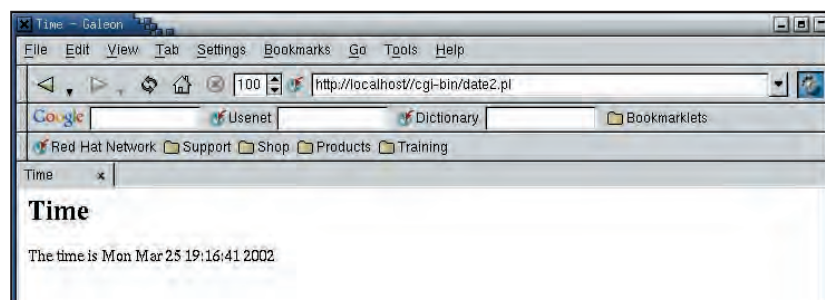 Time - Galeon
File Edit View Tab Settings Bookmarks Go Tools Help
100 http://localhost//cgi-bin/date2.pl
Google Usenet Dictionary Bookmarklets
Red Hat Network Support Shop Products Training
Time
Time
The time is Mon Mar 25 19:16:41 2002